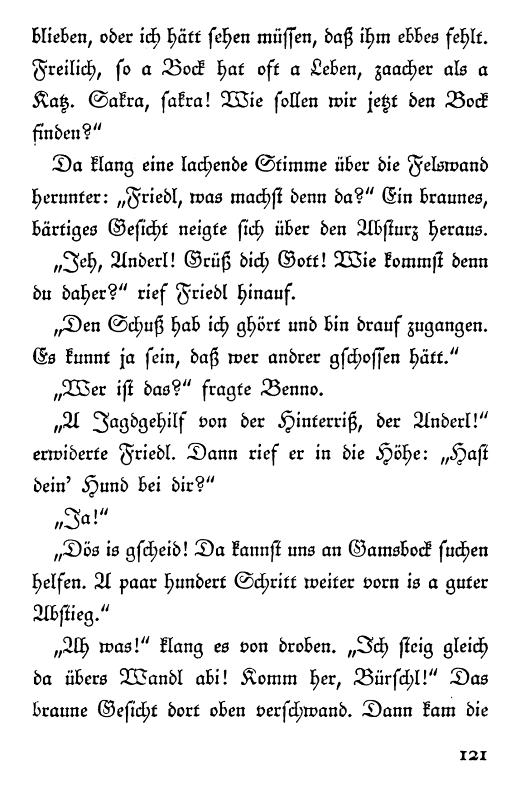 blieben, oder ich hätt sehen müssen, daß ihm ebbes fehlt.
Freilich, so a Bock hat oft a Leben, zaacher als a
Katz. Sakra, sakra! Wie sollen wir jetzt den Bock
finden?“
Da klang eine lachende Stimme über die Felswand
herunter: „Friedl, was machst denn da?“ Ein braunes,
bärtiges Gesicht neigte sich über den Absturz heraus.
„Jeh, Anderl! Grüß dich Gott! Wie kommst denn
du daher?“ rief Friedl hinauf.
„Den Schuß hab ich ghört und bin drauf zugangen.
Es kunnt ja sein, daß wer andrer gschossen hätt.“
„Wer ist das?“ fragte Benno.
„A Jagdgehilf von der Hinterriß, der Anderl!“
erwiderte Friedl. Dann rief er in die Höhe: „Hast
dein’ Hund bei dir?“
„Ja!“
„Dös is gscheid! Da kannst uns an Gamsbock suchen
helfen. A paar hundert Schritt weiter vorn is a guter
Abstieg.“
„Ah was!“ klang es von droben. „Ich steig gleich
da übers Wandl abi! Komm her, Bürschl!“ Das
braune Gesicht dort oben verschwand. Dann kam die
121